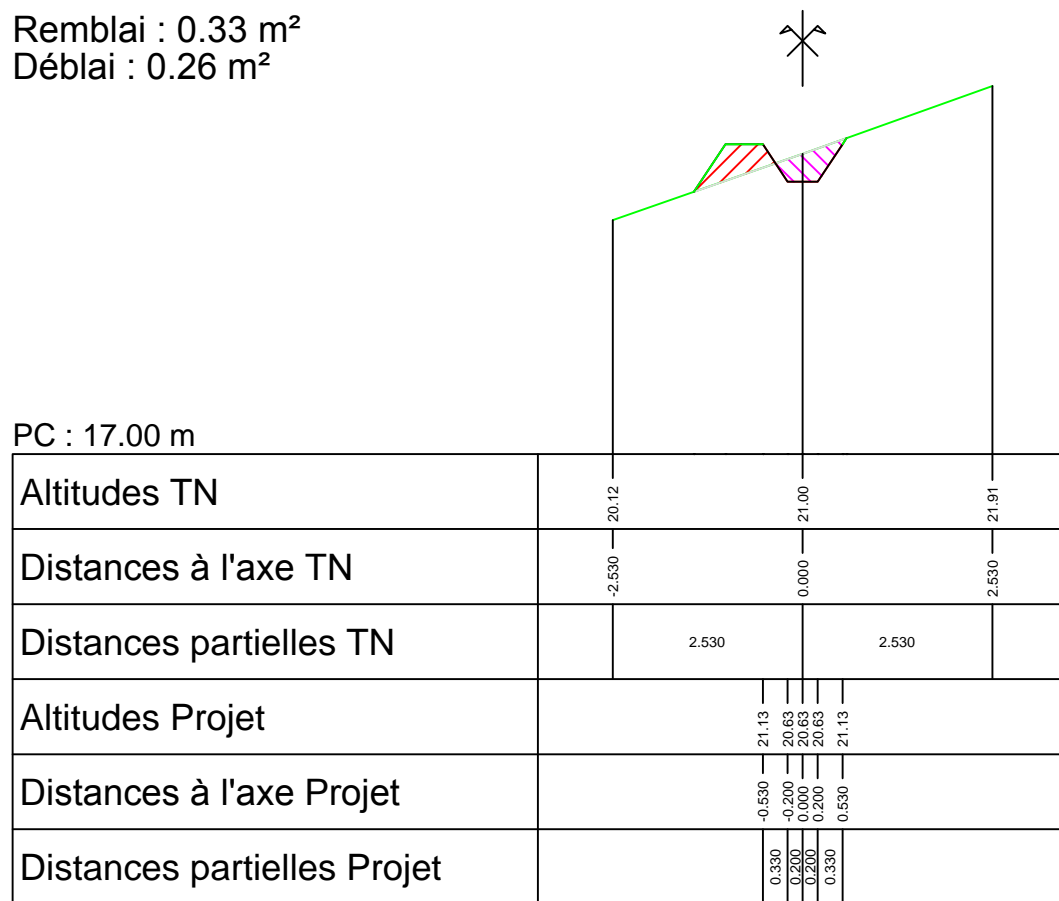 Remblai : 0.33 m²
Déblai : 0.26 m²
PC : 17.00 m
Altitudes TN 20.12 21.00 21.91
Distances à l'axe TN -2.530 0.000 2.530
Distances partielles TN 2.530 2.530
Altitudes Projet 21.13 20.63 20.63 20.63 21.13
Distances à l'axe Projet -0.530 -0.200 0.000 0.200 0.530
Distances partielles Projet 0.330 0.200 0.200 0.330